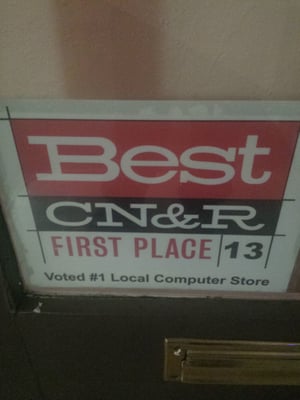 Best
CN&R
FIRST PLACE 13
Voted #1 Local Computer Store